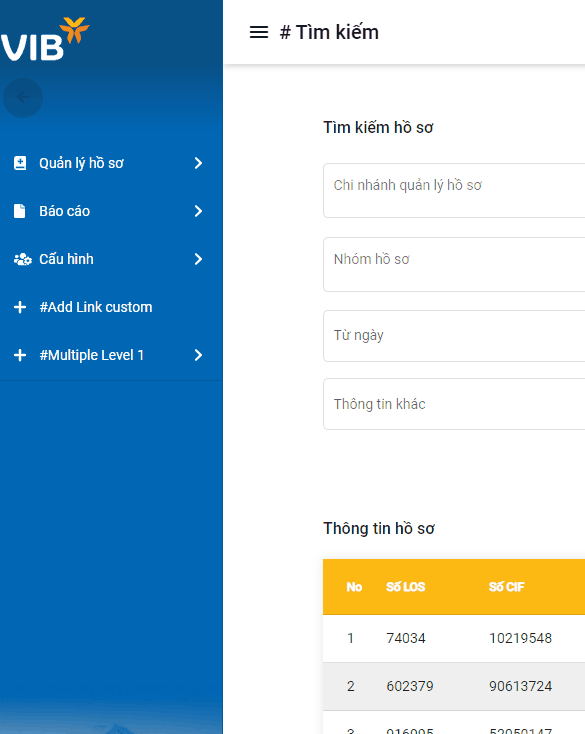 VIB
# Tìm kiếm
Quản lý hồ sơ
Báo cáo
Cấu hình
#Add Link custom
#Multiple Level 1
Tìm kiếm hồ sơ
Chi nhánh quản lý hồ sơ
Nhóm hồ sơ
Từ ngày
Thông tin khác
Thông tin hồ sơ
No Số LOS Số CIF
1 74034 10219548
2 602379 90613724
3 916995 52050147